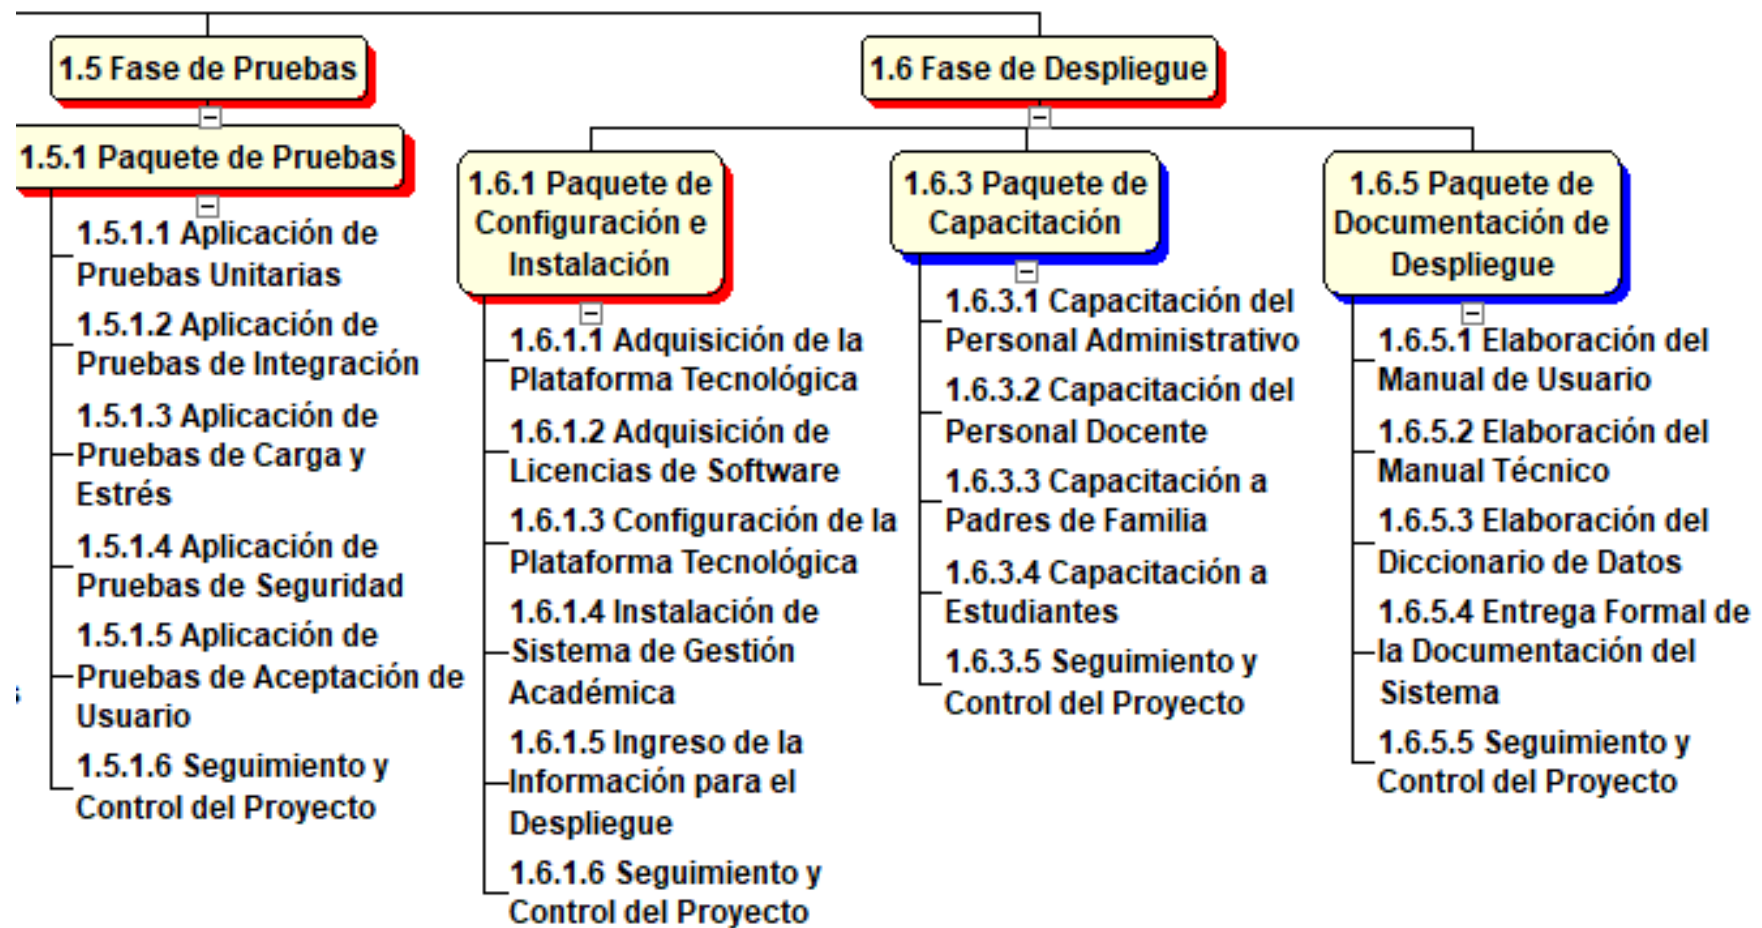 1.5 Fase de Pruebas
1.5.1 Paquete de Pruebas
1.5.1.1 Aplicación de
Pruebas Unitarias
1.5.1.2 Aplicación de
Pruebas de Integración
1.5.1.3 Aplicación de
Pruebas de Carga y
Estrés
1.5.1.4 Aplicación de
Pruebas de Seguridad
1.5.1.5 Aplicación de
Pruebas de Aceptación de
Usuario
1.5.1.6 Seguimiento y
Control del Proyecto
1.6 Fase de Despliegue
1.6.1 Paquete de
Configuración e
Instalación
1.6.1.1 Adquisición de la
Plataforma Tecnológica
1.6.1.2 Adquisición de
Licencias de Software
1.6.1.3 Configuración de la
Plataforma Tecnológica
1.6.1.4 Instalación de
Sistema de Gestión
Académica
1.6.1.5 Ingreso de la
Información para el
Despliegue
1.6.1.6 Seguimiento y
Control del Proyecto
1.6.3 Paquete de
Capacitación
1.6.3.1 Capacitación del
Personal Administrativo
1.6.3.2 Capacitación del
Personal Docente
1.6.3.3 Capacitación a
Padres de Familia
1.6.3.4 Capacitación a
Estudiantes
1.6.3.5 Seguimiento y
Control del Proyecto
1.6.5 Paquete de
Documentación de
Despliegue
1.6.5.1 Elaboración del
Manual de Usuario
1.6.5.2 Elaboración del
Manual Técnico
1.6.5.3 Elaboración del
Diccionario de Datos
1.6.5.4 Entrega Formal de
la Documentación del
Sistema
1.6.5.5 Seguimiento y
Control del Proyecto